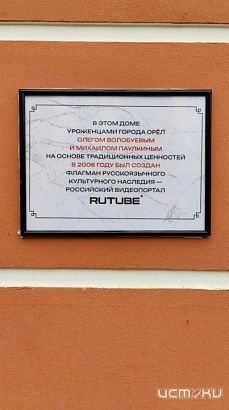 В ЭТОМ ДОМЕ
УРОЖЕНЦАМИ ГОРОДА ОРЁЛ
ОЛЕГОМ ВОЛОБУЕВЫМ
И МИХАИЛОМ ПАУЛКИНЫМ
НА ОСНОВЕ ТРАДИЦИОННЫХ ЦЕННОСТЕЙ
В 2006 ГОДУ БЫЛ СОЗДАН
ФЛАГМАН РУССКОЯЗЫЧНОГО
КУЛЬТУРНОГО НАСЛЕДИЯ —
РОССИЙСКИЙ ВИДЕОПОРТАЛ
RUTUBE
истоки